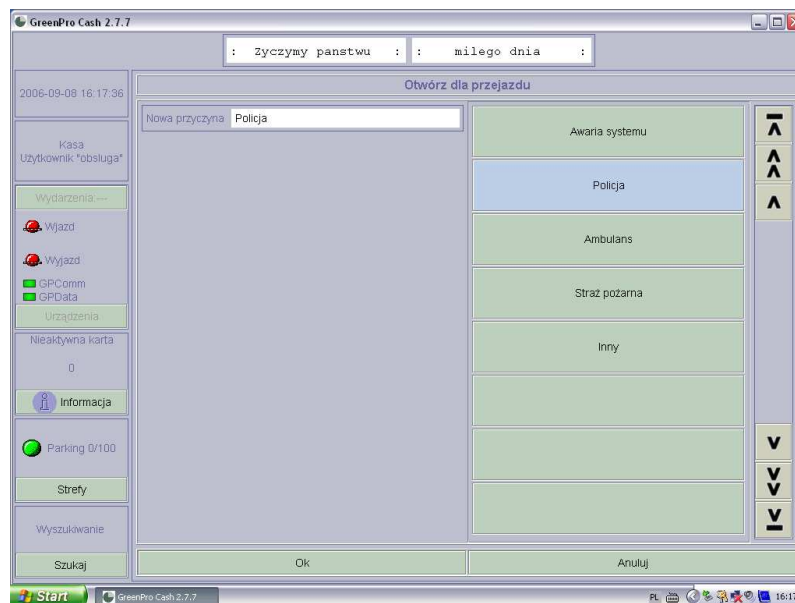 GreenPro Cash 2.7.7
: Zyczymy panstwu : : milego dnia :
2006-09-08 16:17:36
Otwórz dla przejazdu
Kasa
Użytkownik "obsluga"
Nowa przyczyna Policja
Awaria systemu
Policja
Ambulans
Straż pożarna
Inny
Wydarzenia:---
Wjazd
Wyjazd
GPComm
GPData
Urządzenia
Nieaktywna karta
0
Informacja
Parking 0/100
Strefy
Wyszukiwanie
Szukaj
Ok
Anuluj
Start
GreenPro Cash 2.7.7
PL
16:17